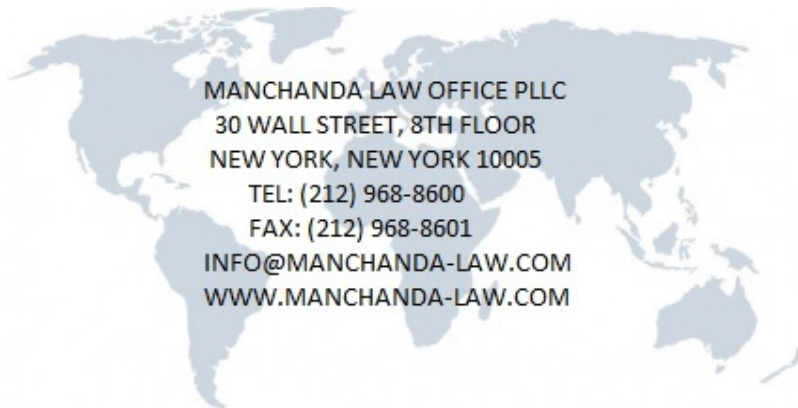 MANCHANDA LAW OFFICE PLLC
30 WALL STREET, 8TH FLOOR
NEW YORK, NEW YORK 10005
TEL: (212) 968-8600
FAX: (212) 968-8601
INFO@MANCHANDA-LAW.COM
WWW.MANCHANDA-LAW.COM